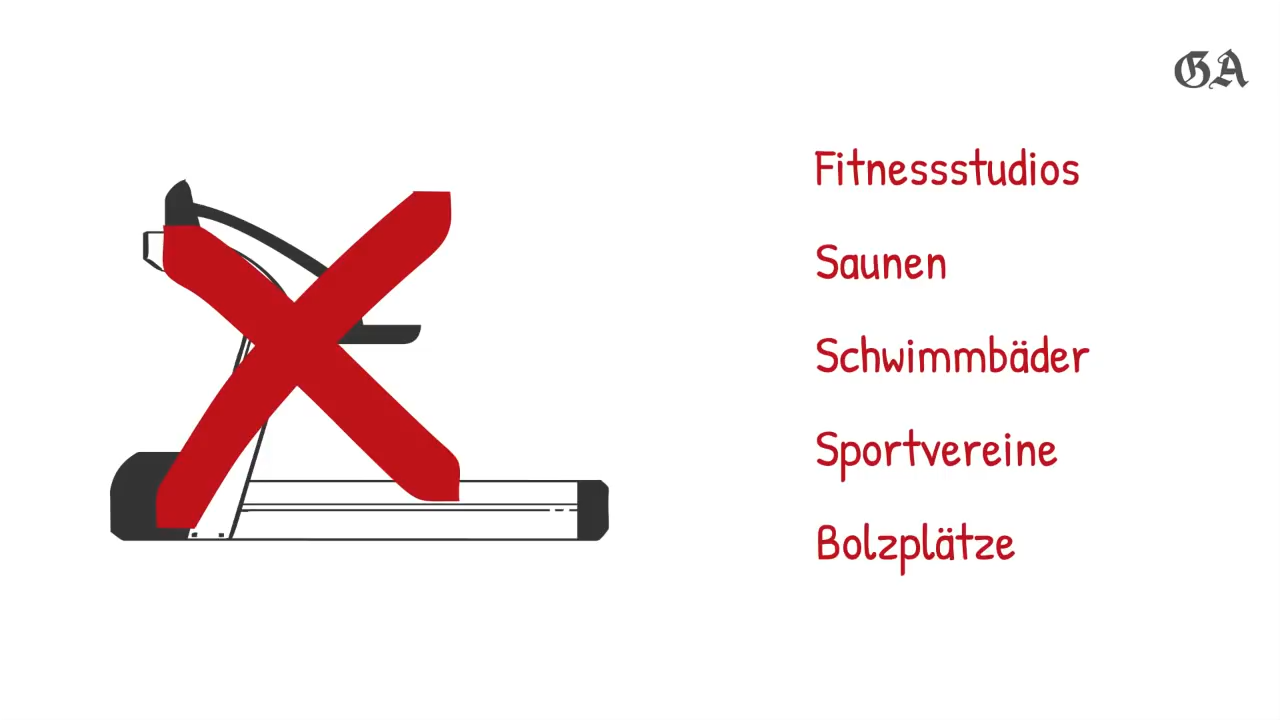 GA
Fitnessstudios
Saunen
Schwimmbäder
Sportvereine
Bolzplätze